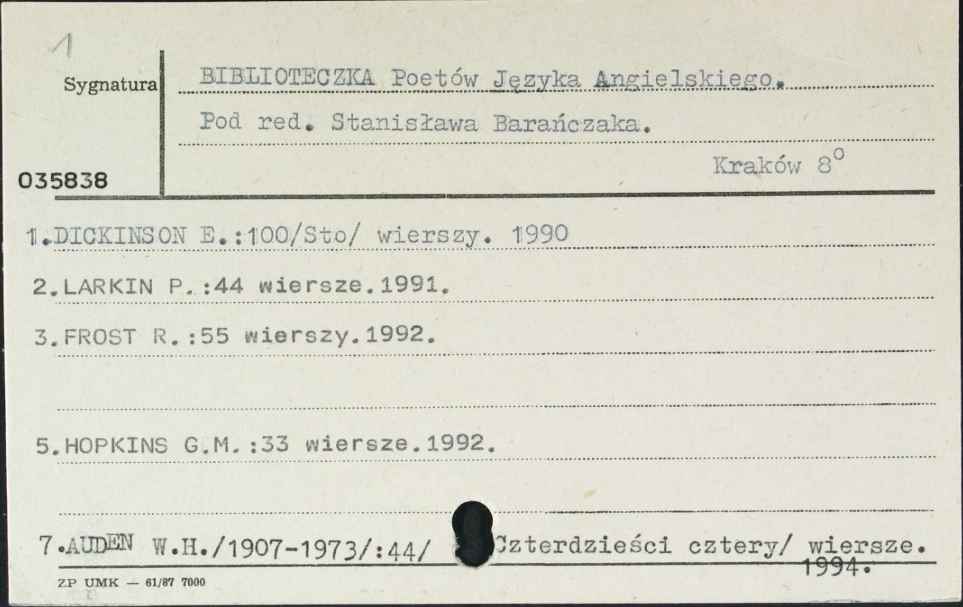 1
Sygnatura
BIBLIOTECZKA Poetów Języka Angielskiego.
Pod red. Stanisława Barańczaka.
Kraków 8°
035838
1.DICKINSON E.:100/Sto/ wierszy. 1990
2.LARKIN P.:44 wiersze.1991.
3.FROST R.:55 wierszy.1992.
5.HOPKINS G.M.:33 wiersze.1992.
7.AUDEN W.H./1907-1973/:44/ Czterdzieści cztery/ wiersze.
1994.
ZP UMK — 61/87 7000